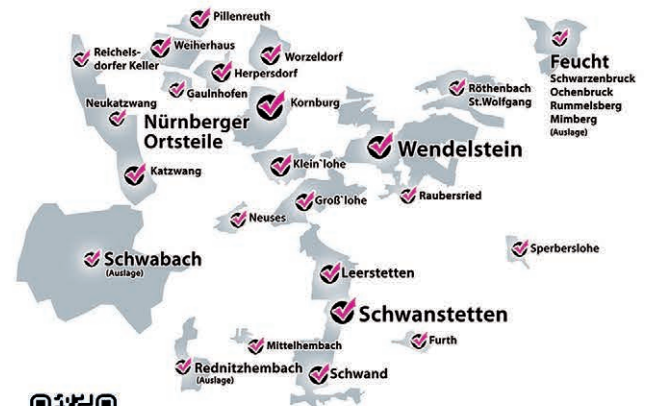 Pillenreuth
Reichels-
dorfer Keller
Weiherhaus
Worzeldorf
Herpersdorf
Gaulnhofen
Neukatzwang
Kornburg
Nürnberger
Ortsteile
Katzwang
Röthenbach
St.Wolfgang
Feucht
Schwarzenbruck
Ochenbruck
Rummelsberg
Mimberg
(Auslage)
Wendelstein
Klein`lohe
Groß`lohe
Raubersried
Neuses
Schwabach
(Auslage)
Sperberslohe
Leerstetten
Schwanstetten
Mittelhembach
Furth
Rednitzhembach
(Auslage)
Schwand